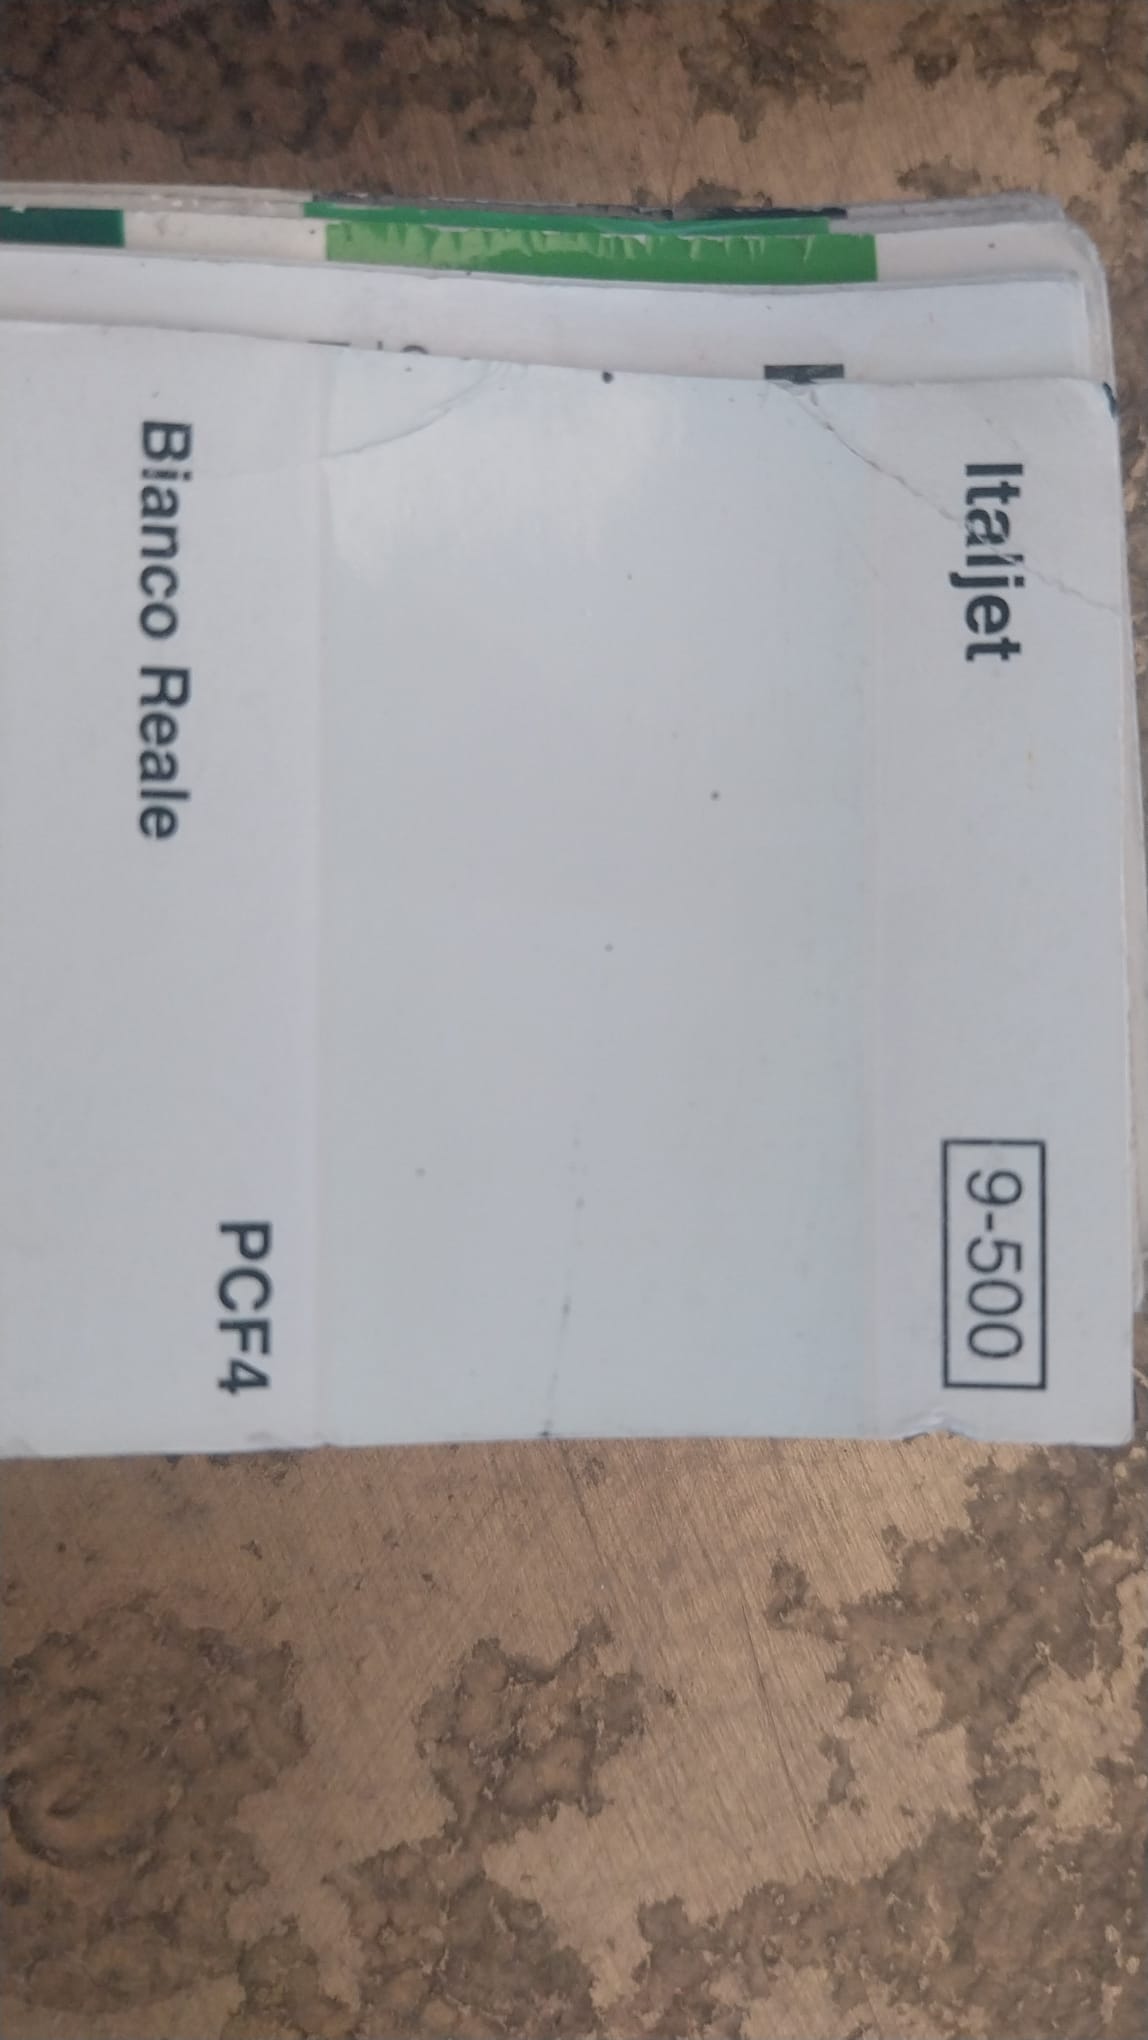 Italjet 9-500
PCF4
Bianco Reale